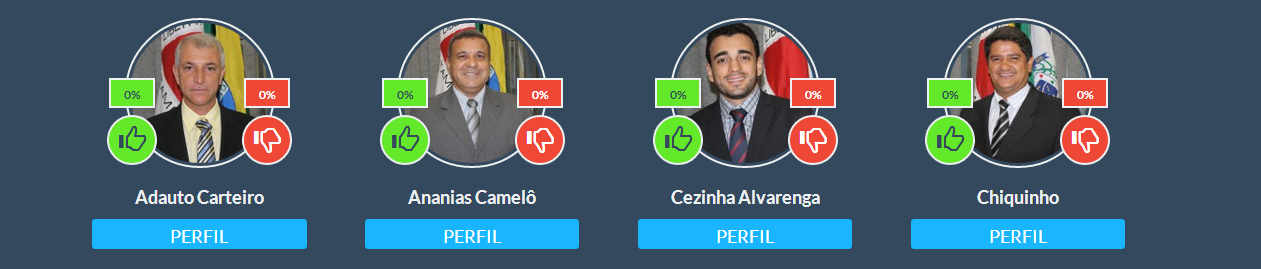 0% 0% 0% 0% 0% 0% 0% 0%
Adauto Carteiro Ananias Camelô Cezinha Alvarenga Chiquinho
PERFIL PERFIL PERFIL PERFIL